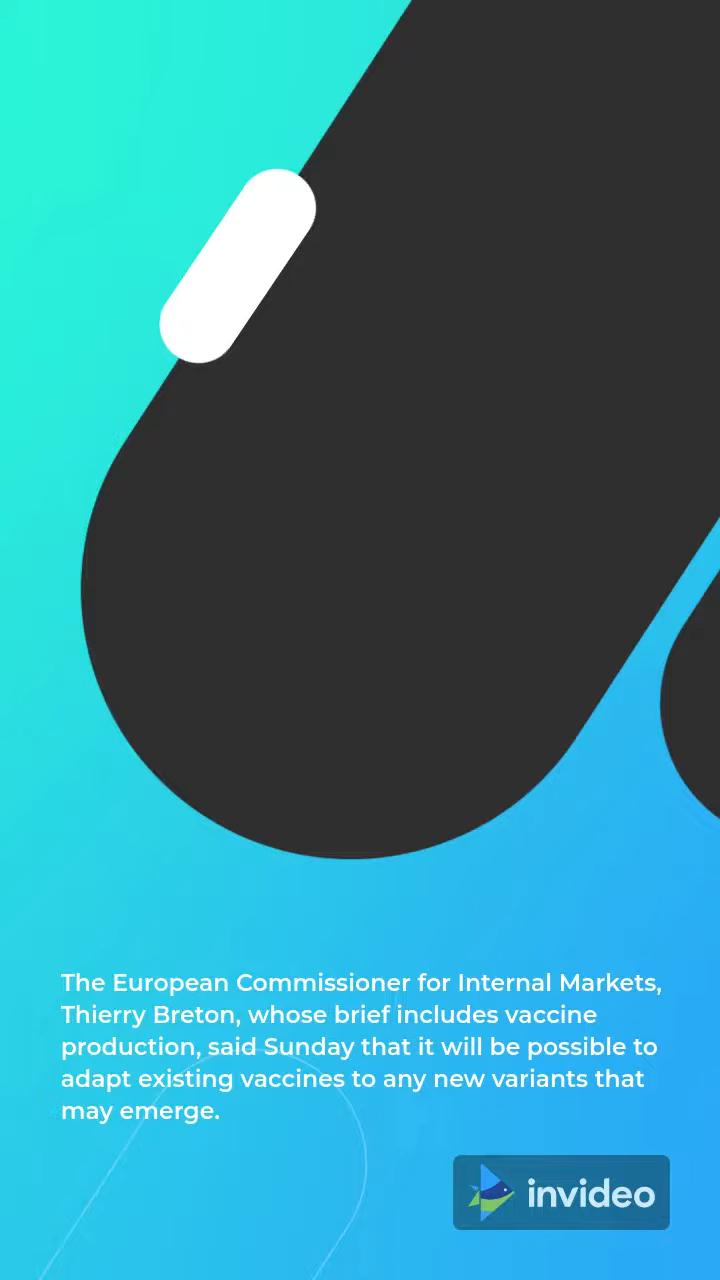 The European Commissioner for Internal Markets,
Thierry Breton, whose brief includes vaccine
production, said Sunday that it will be possible to
adapt existing vaccines to any new variants that
may emerge.
invideo